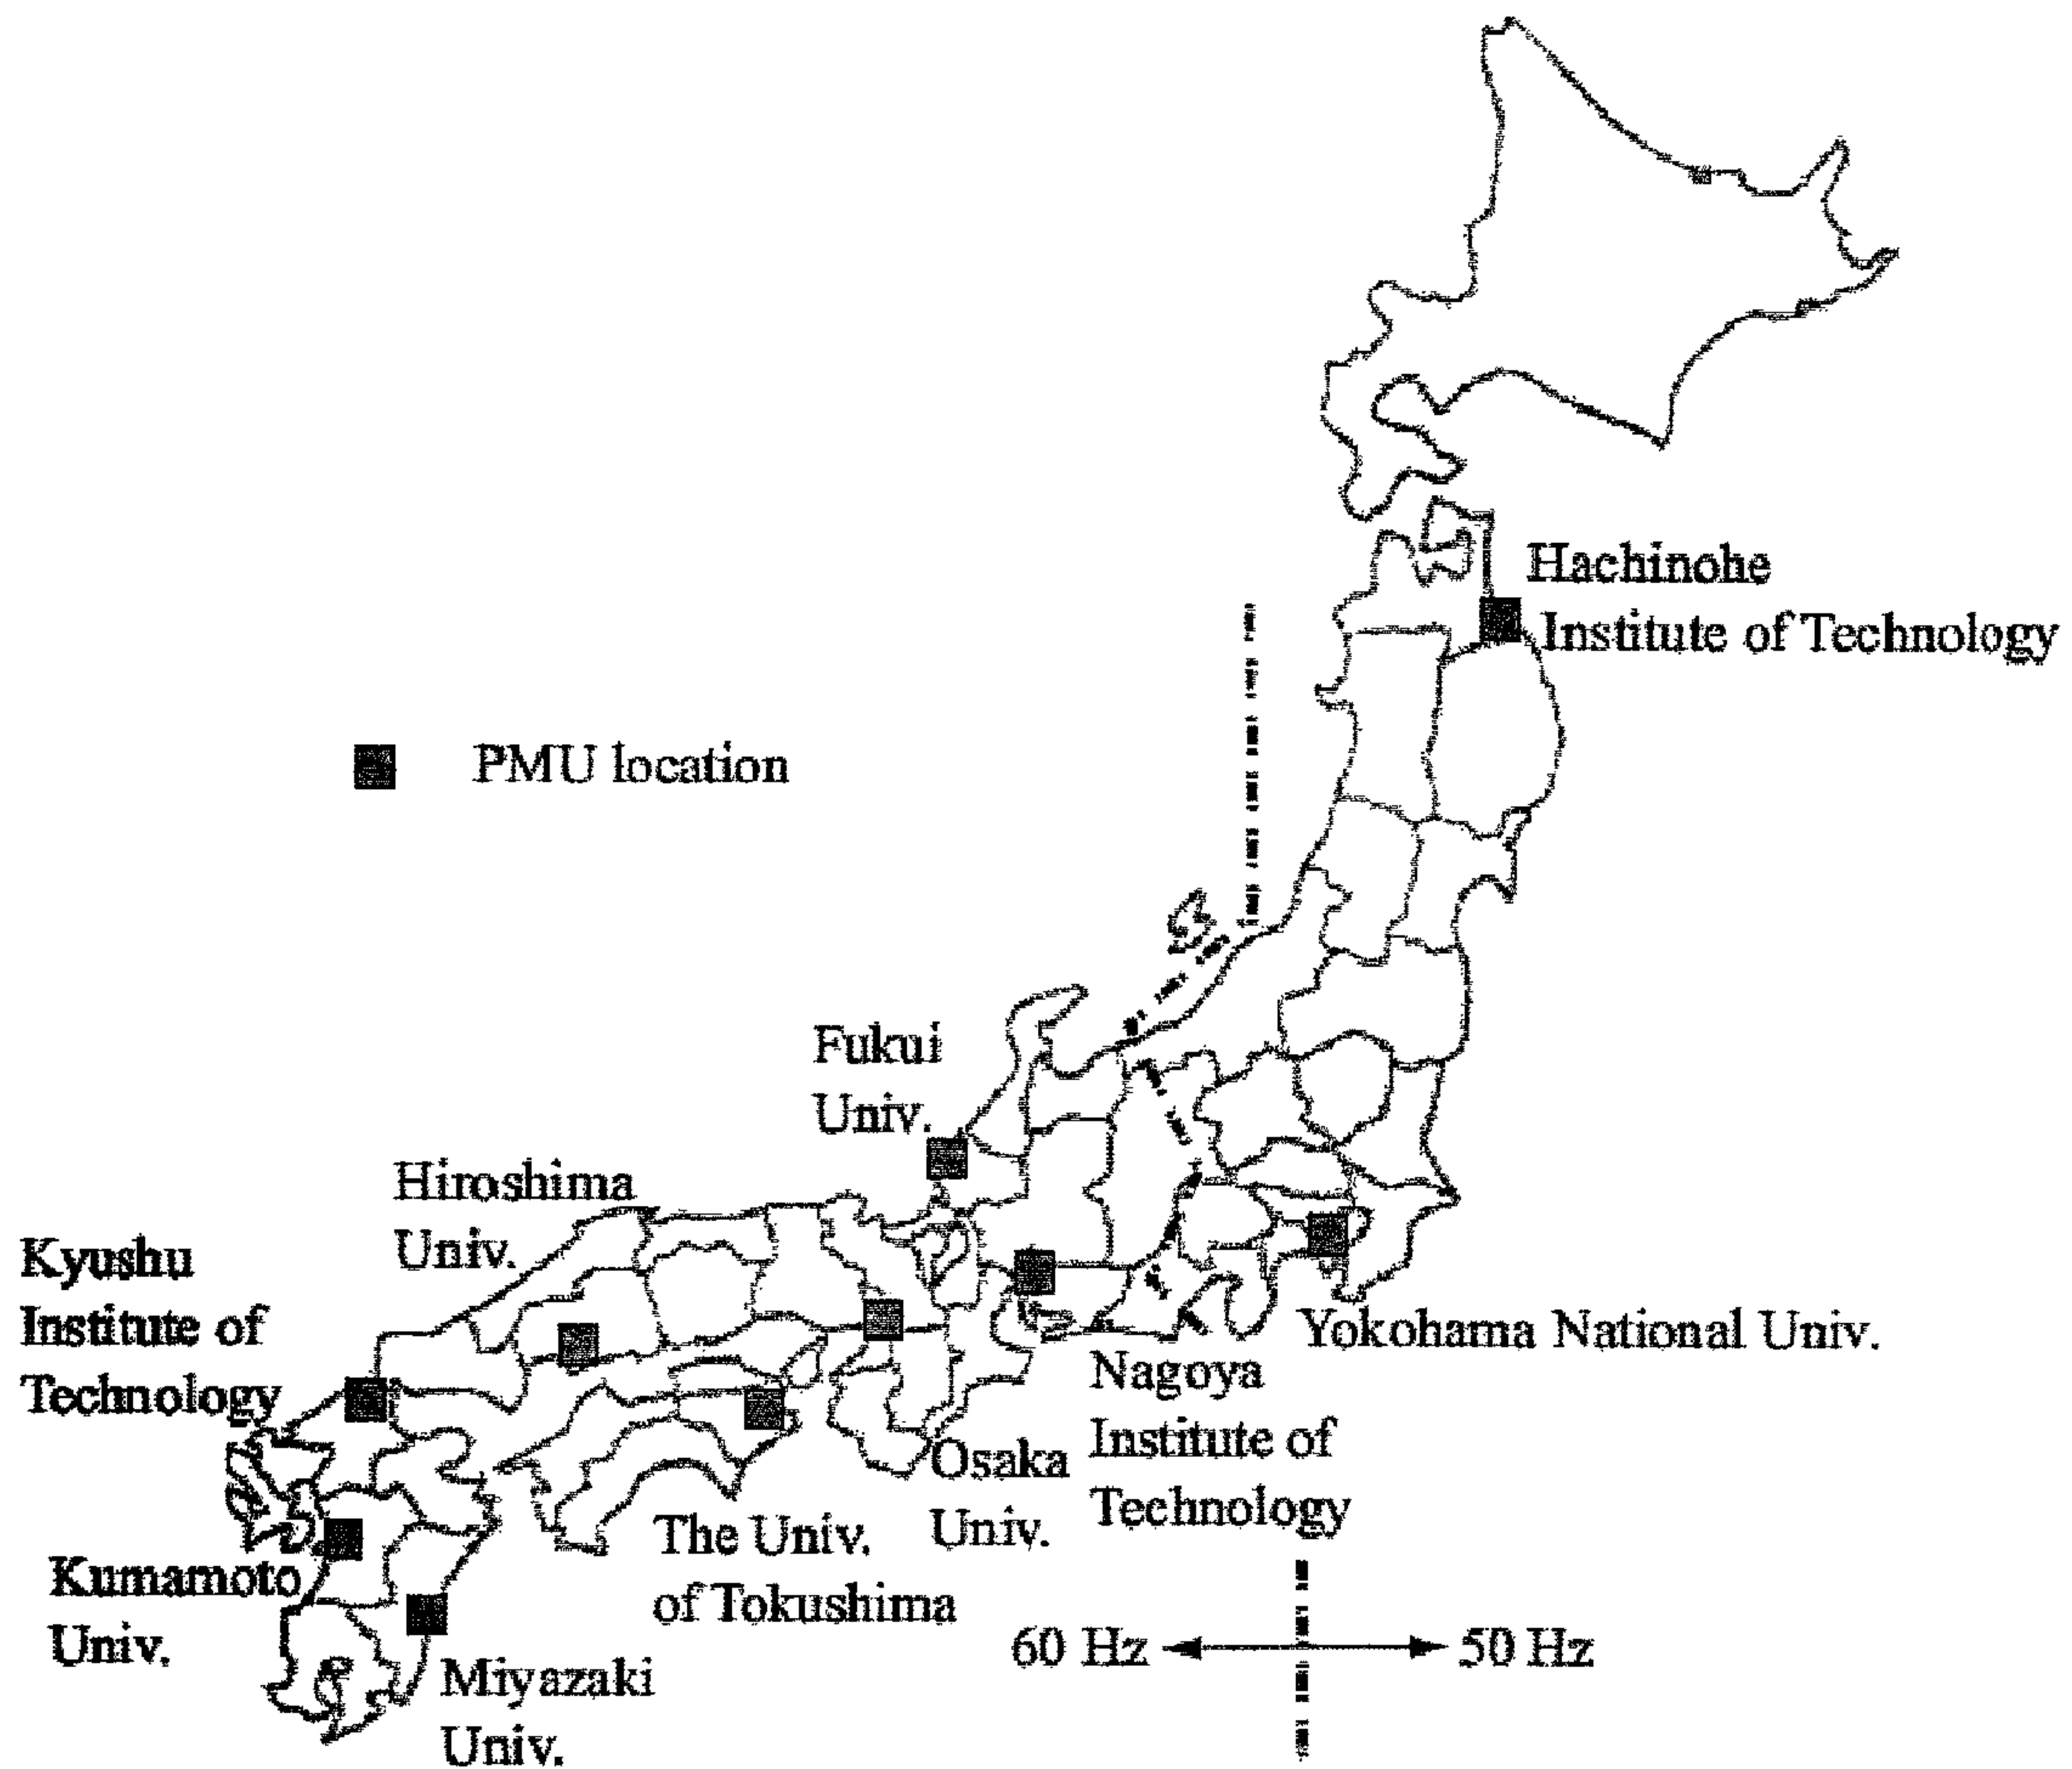 Hachinohe
Institute of Technology
PMU location
Fukui
Univ.
Hiroshima
Univ.
Kyushu
Institute of
Technology
Yokohama National Univ.
Nagoya
Institute of
Technology
Osaka
Univ.
The Univ.
of Tokushima
Kumamoto
Univ.
Miyazaki
Univ.
60 Hz
50 Hz